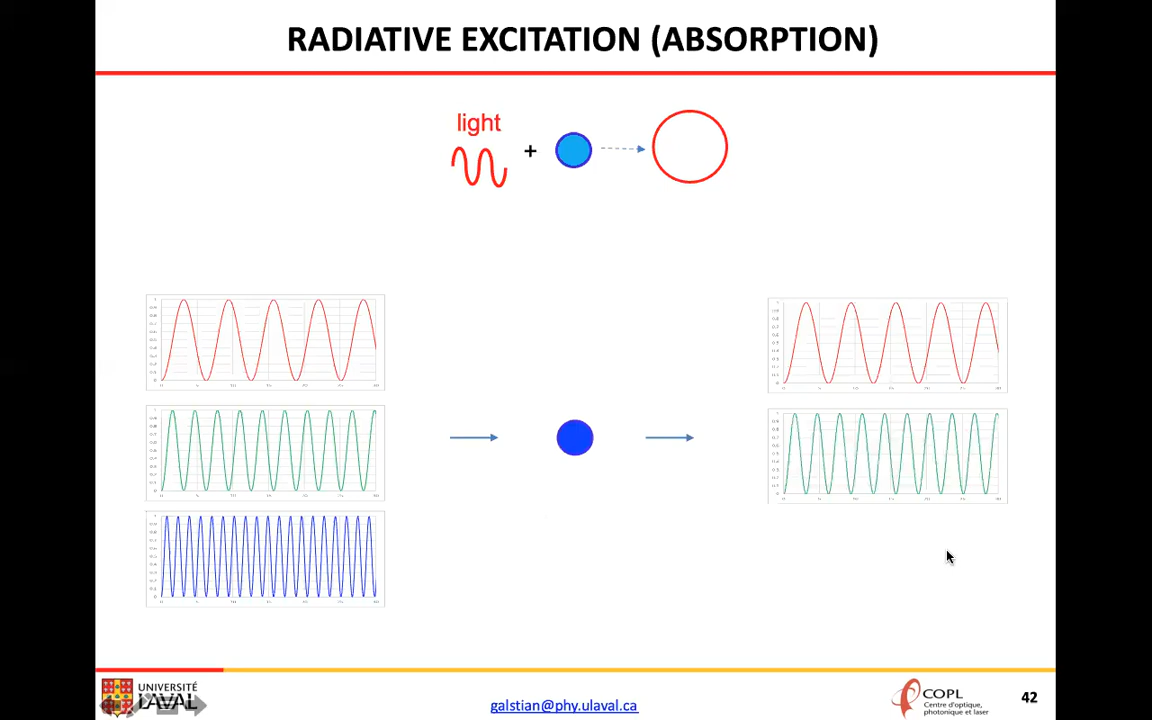 RADIATIVE EXCITATION (ABSORPTION)
light
+
UNIVERSITÉ
LAVAL
galstian@phy.ulaval.ca
COPL
Centre d'optique,
photonique et laser
42